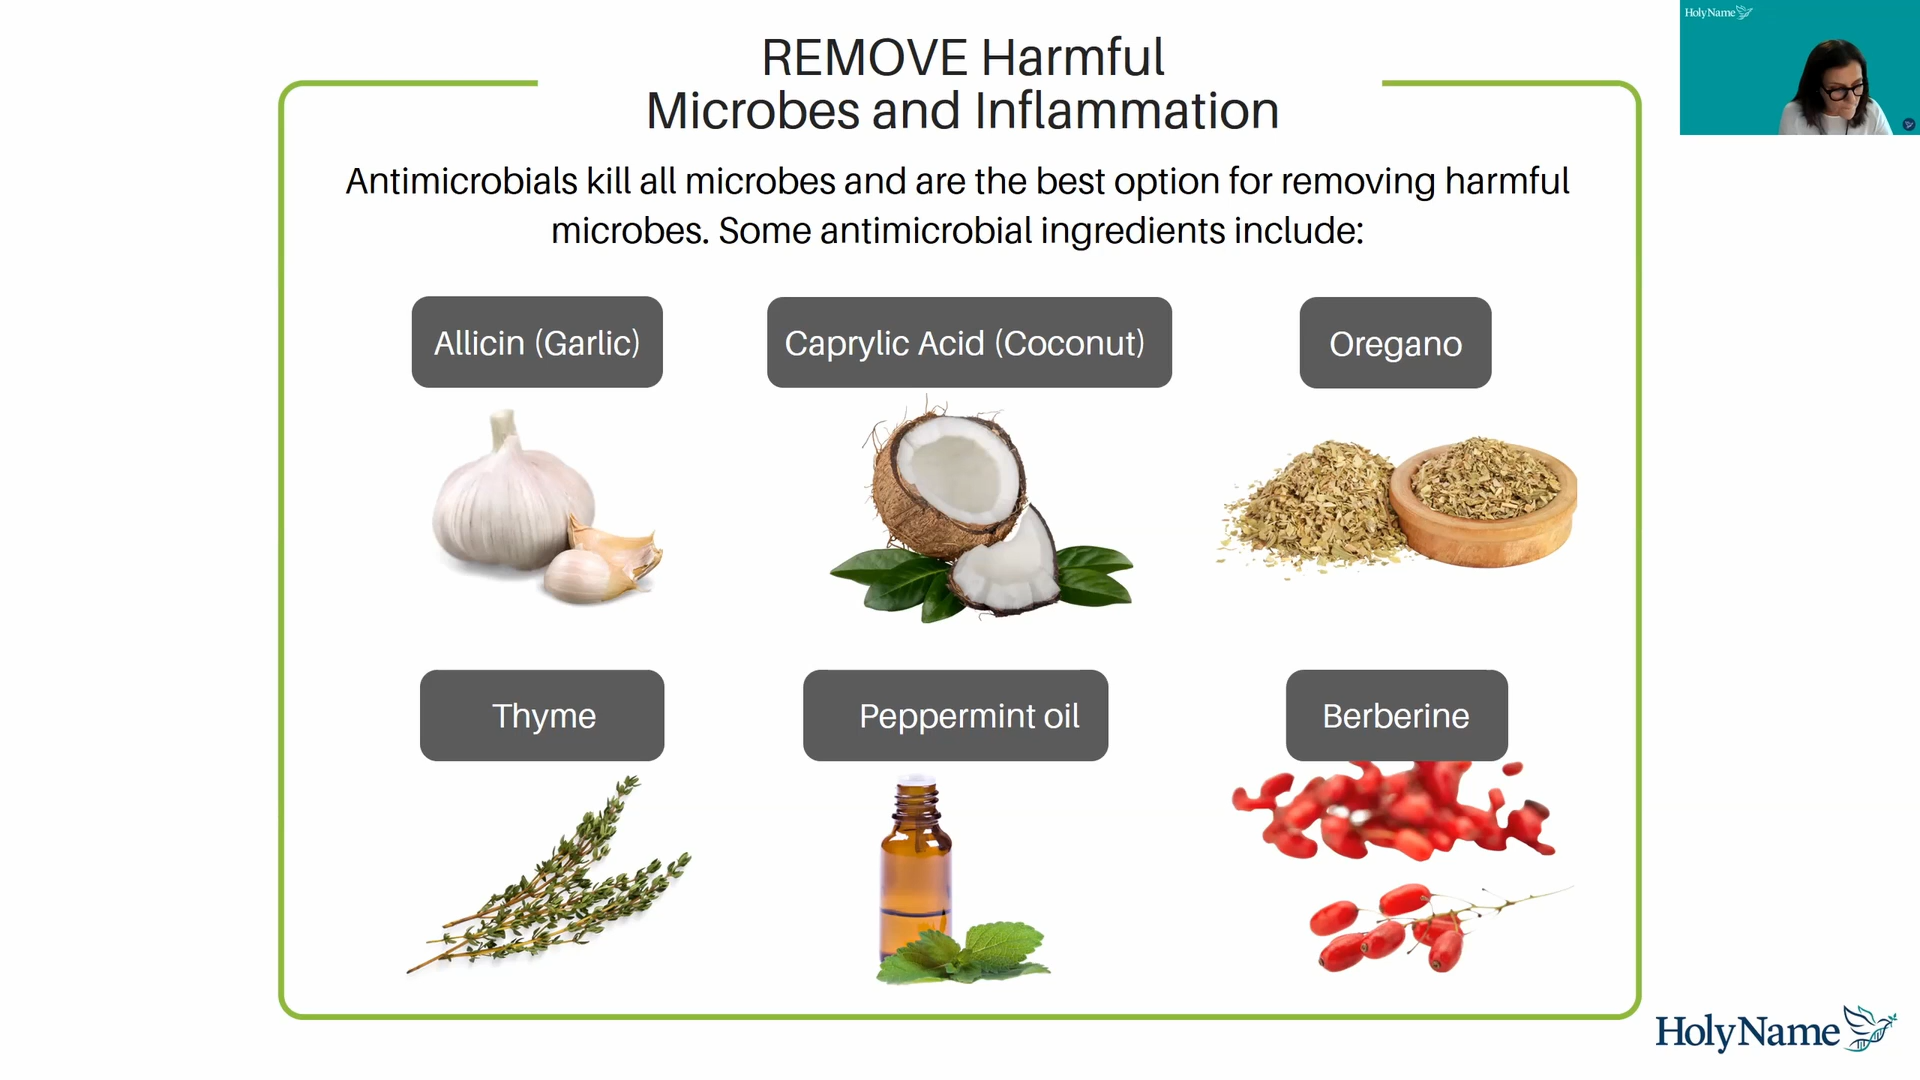 HolyName
REMOVE Harmful
Microbes and Inflammation
Antimicrobials kill all microbes and are the best option for removing harmful
microbes. Some antimicrobial ingredients include:
Allicin (Garlic)
Caprylic Acid (Coconut)
Oregano
Thyme
Peppermint oil
Berberine
HolyName